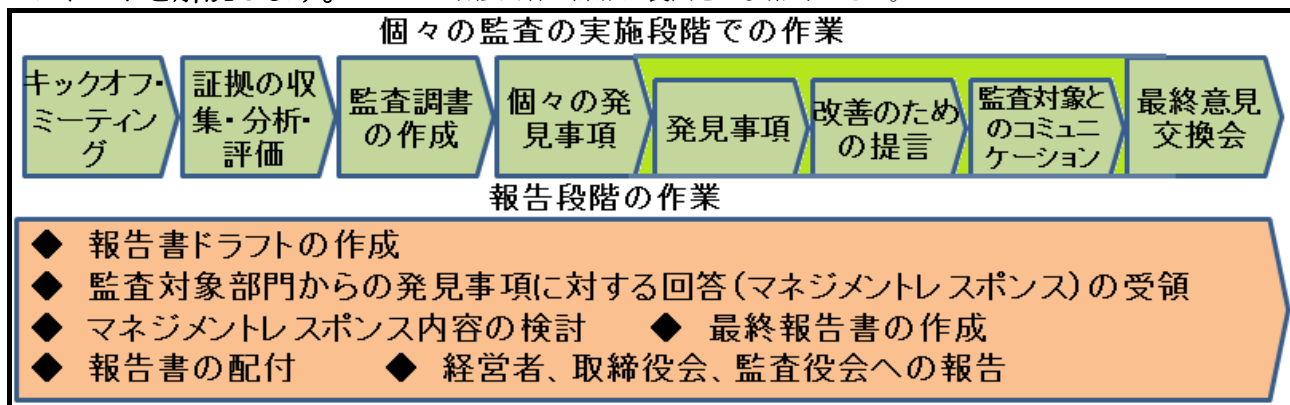 個々の監査の実施段階での作業
キックオフ・
ミーティン
グ
証拠の収
集・分析・
評価
監査調書
の作成
個々の発
見事項
発見事項
改善のため
の提言
監査対象と
のコミュニ
ケーション
最終意見
交換会
報告段階の作業
◆ 報告書ドラフトの作成
◆ 監査対象部門からの発見事項に対する回答(マネジメントレスポンス)の受領
◆ マネジメントレスポンス内容の検討 ◆ 最終報告書の作成
◆ 報告書の配付 ◆ 経営者、取締役会、監査役会への報告